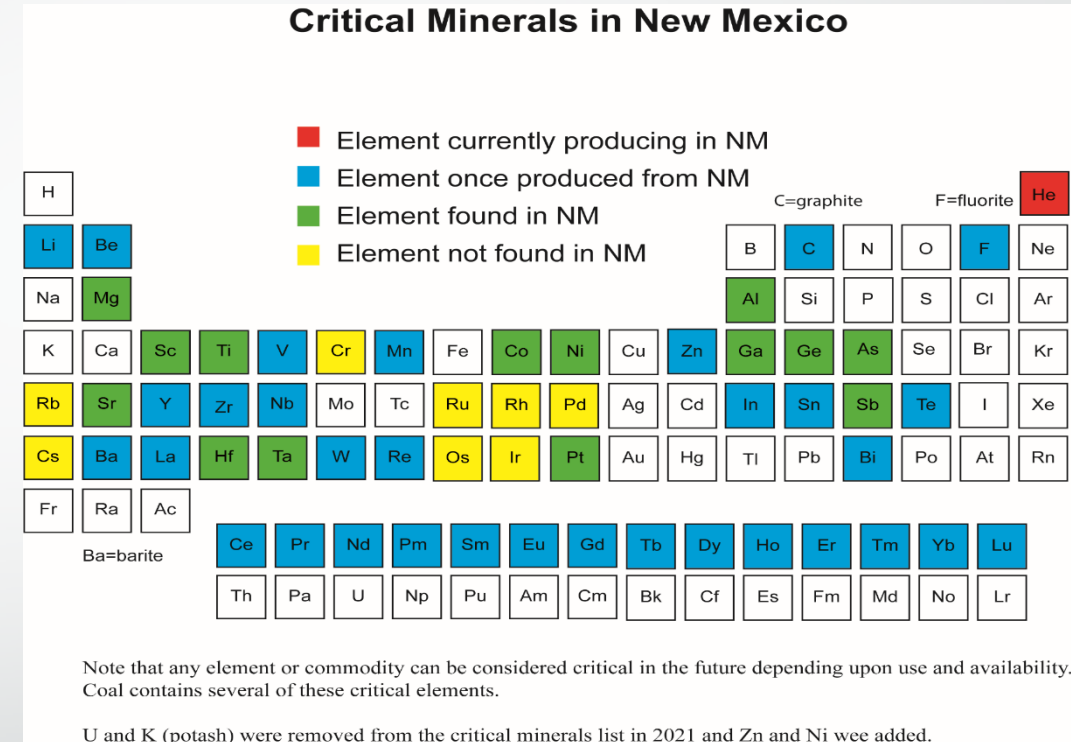 Critical Minerals in New Mexico
Element currently producing in NM
Element once produced from NM
Element found in NM
Element not found in NM
C=graphite F=fluorite
H He
Li Be B C N O F Ne
Na Mg Al Si P S Cl Ar
K Ca Sc Ti V Cr Mn Fe Co Ni Cu Zn Ga Ge As Se Br Kr
Rb Sr Y Zr Nb Mo Tc Ru Rh Pd Ag Cd In Sn Sb Te I Xe
Cs Ba La Hf Ta W Re Os Ir Pt Au Hg Tl Pb Bi Po At Rn
Fr Ra Ac
Ba=barite
Ce Pr Nd Pm Sm Eu Gd Tb Dy Ho Er Tm Yb Lu
Th Pa U Np Pu Am Cm Bk Cf Es Fm Md No Lr
Note that any element or commodity can be considered critical in the future depending upon use and availability.
Coal contains several of these critical elements.
U and K (potash) were removed from the critical minerals list in 2021 and Zn and Ni wee added.